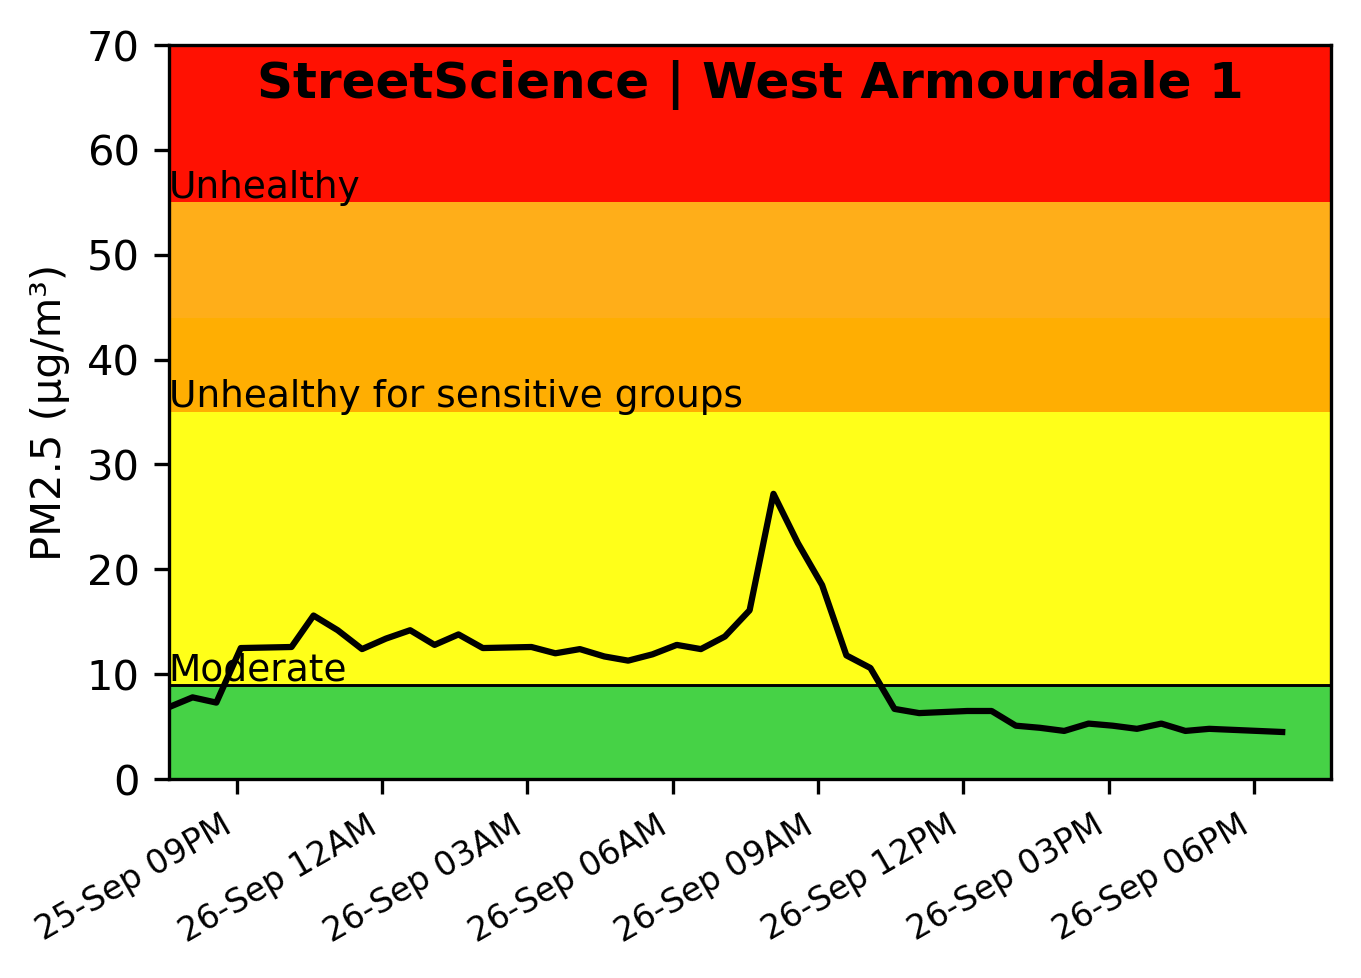 StreetScience | West Armourdale 1
PM2.5 (µg/m³)
70
60
50
40
30
20
10
0
Unhealthy
Unhealthy for sensitive groups
Moderate
25-Sep 09PM
26-Sep 12AM
26-Sep 03AM
26-Sep 06AM
26-Sep 09AM
26-Sep 12PM
26-Sep 03PM
26-Sep 06PM